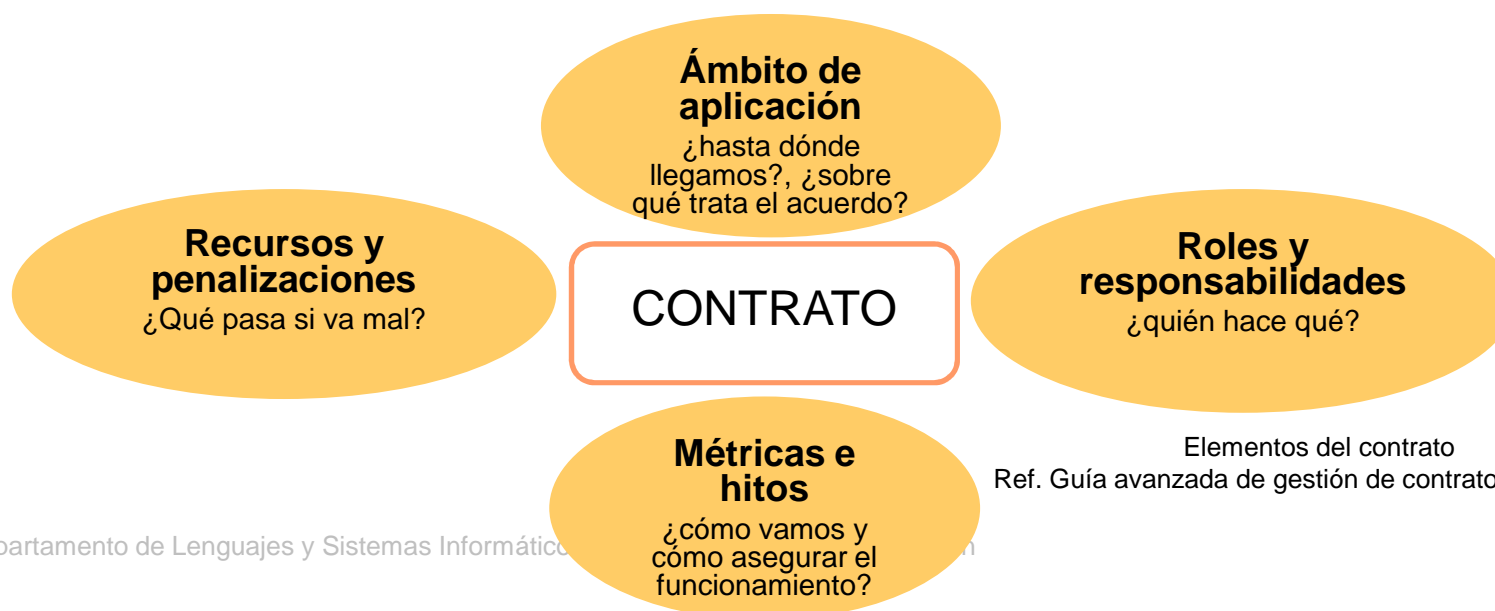 Ámbito de
aplicación
¿hasta dónde
llegamos?, ¿sobre
qué trata el acuerdo?
Recursos y
penalizaciones
¿Qué pasa si va mal?
CONTRATO
Roles y
responsabilidades
¿quién hace qué?
Métricas e
hitos
¿cómo vamos y
cómo asegurar el
funcionamiento?
Elementos del contrato
Ref. Guía avanzada de gestión de contrato
partamento de Lenguajes y Sistemas Informático